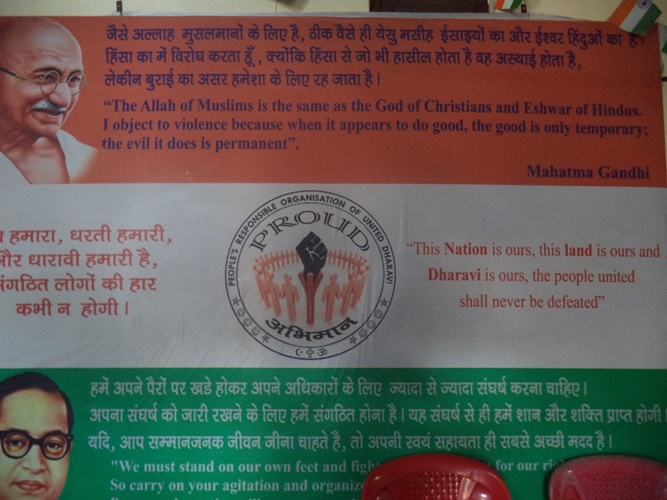 जैसे अल्लाह मुसलमानों के लिए है, ठीक वैसे ही येसु मसीह ईसाइयों का और ईश्वर हिंदुओं का है।
हिंसा का में विरोध करता हूँ, क्योंकि हिंसा से जो भी हासील होता है वह अस्थाई होता है,
लेकीन बुराई का असर हमेशा के लिए रह जाता है।
"The Allah of Muslims is the same as the God of Christians and Eshwar of Hindus.
I object to violence because when it appears to do good, the good is only temporary;
the evil it does is permanent".
Mahatma Gandhi
हमारा, धरती हमारी,
और धारावी हमारी है,
संगठित लोगों की हार
कभी न होगी।
PEOPLE'S RESPONSIBLE ORGANISATION OF UNITED DHARAVI
PROUD
अभिमान
"This Nation is ours, this land is ours and
Dharavi is ours, the people united
shall never be defeated"
हमें अपने पैरों पर खडे होकर अपने अधिकारों के लिए ज्यादा से ज्यादा संघर्ष करना चाहिए।
अपना संघर्ष को जारी रखने के लिए हमें संगठित होना है। यह संघर्ष से ही हमें शान और शक्ति प्राप्त होगी।
यदि, आप सम्मानजनक जीवन जीना चाहते है, तो अपनी स्वयं सहायता ही सबसे अच्छी मदद है।
"We must stand on our own feet and for our
So carry on your agitation and